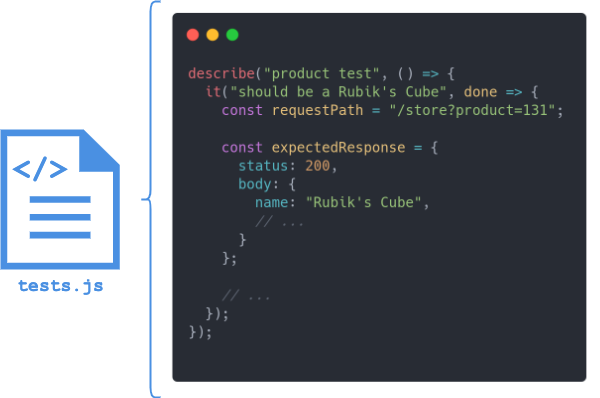 </>
tests.js
describe("product test", () => {
  it("should be a Rubik's Cube", done => {
    const requestPath = "/store?product=131";

    const expectedResponse = {
      status: 200,
      body: {
        name: "Rubik's Cube",
        // ...
      }
    };

    // ...
  });
});